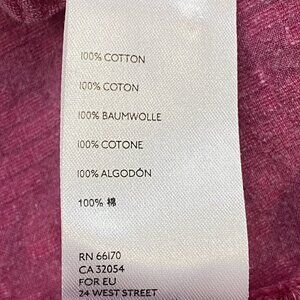 100% COTTON
100% COTON
100% BAUMWOLLE
100% COTONE
100% ALGODÓN
100% 棉
RN 66170
CA 32054
FOR EU
24 WEST STREET